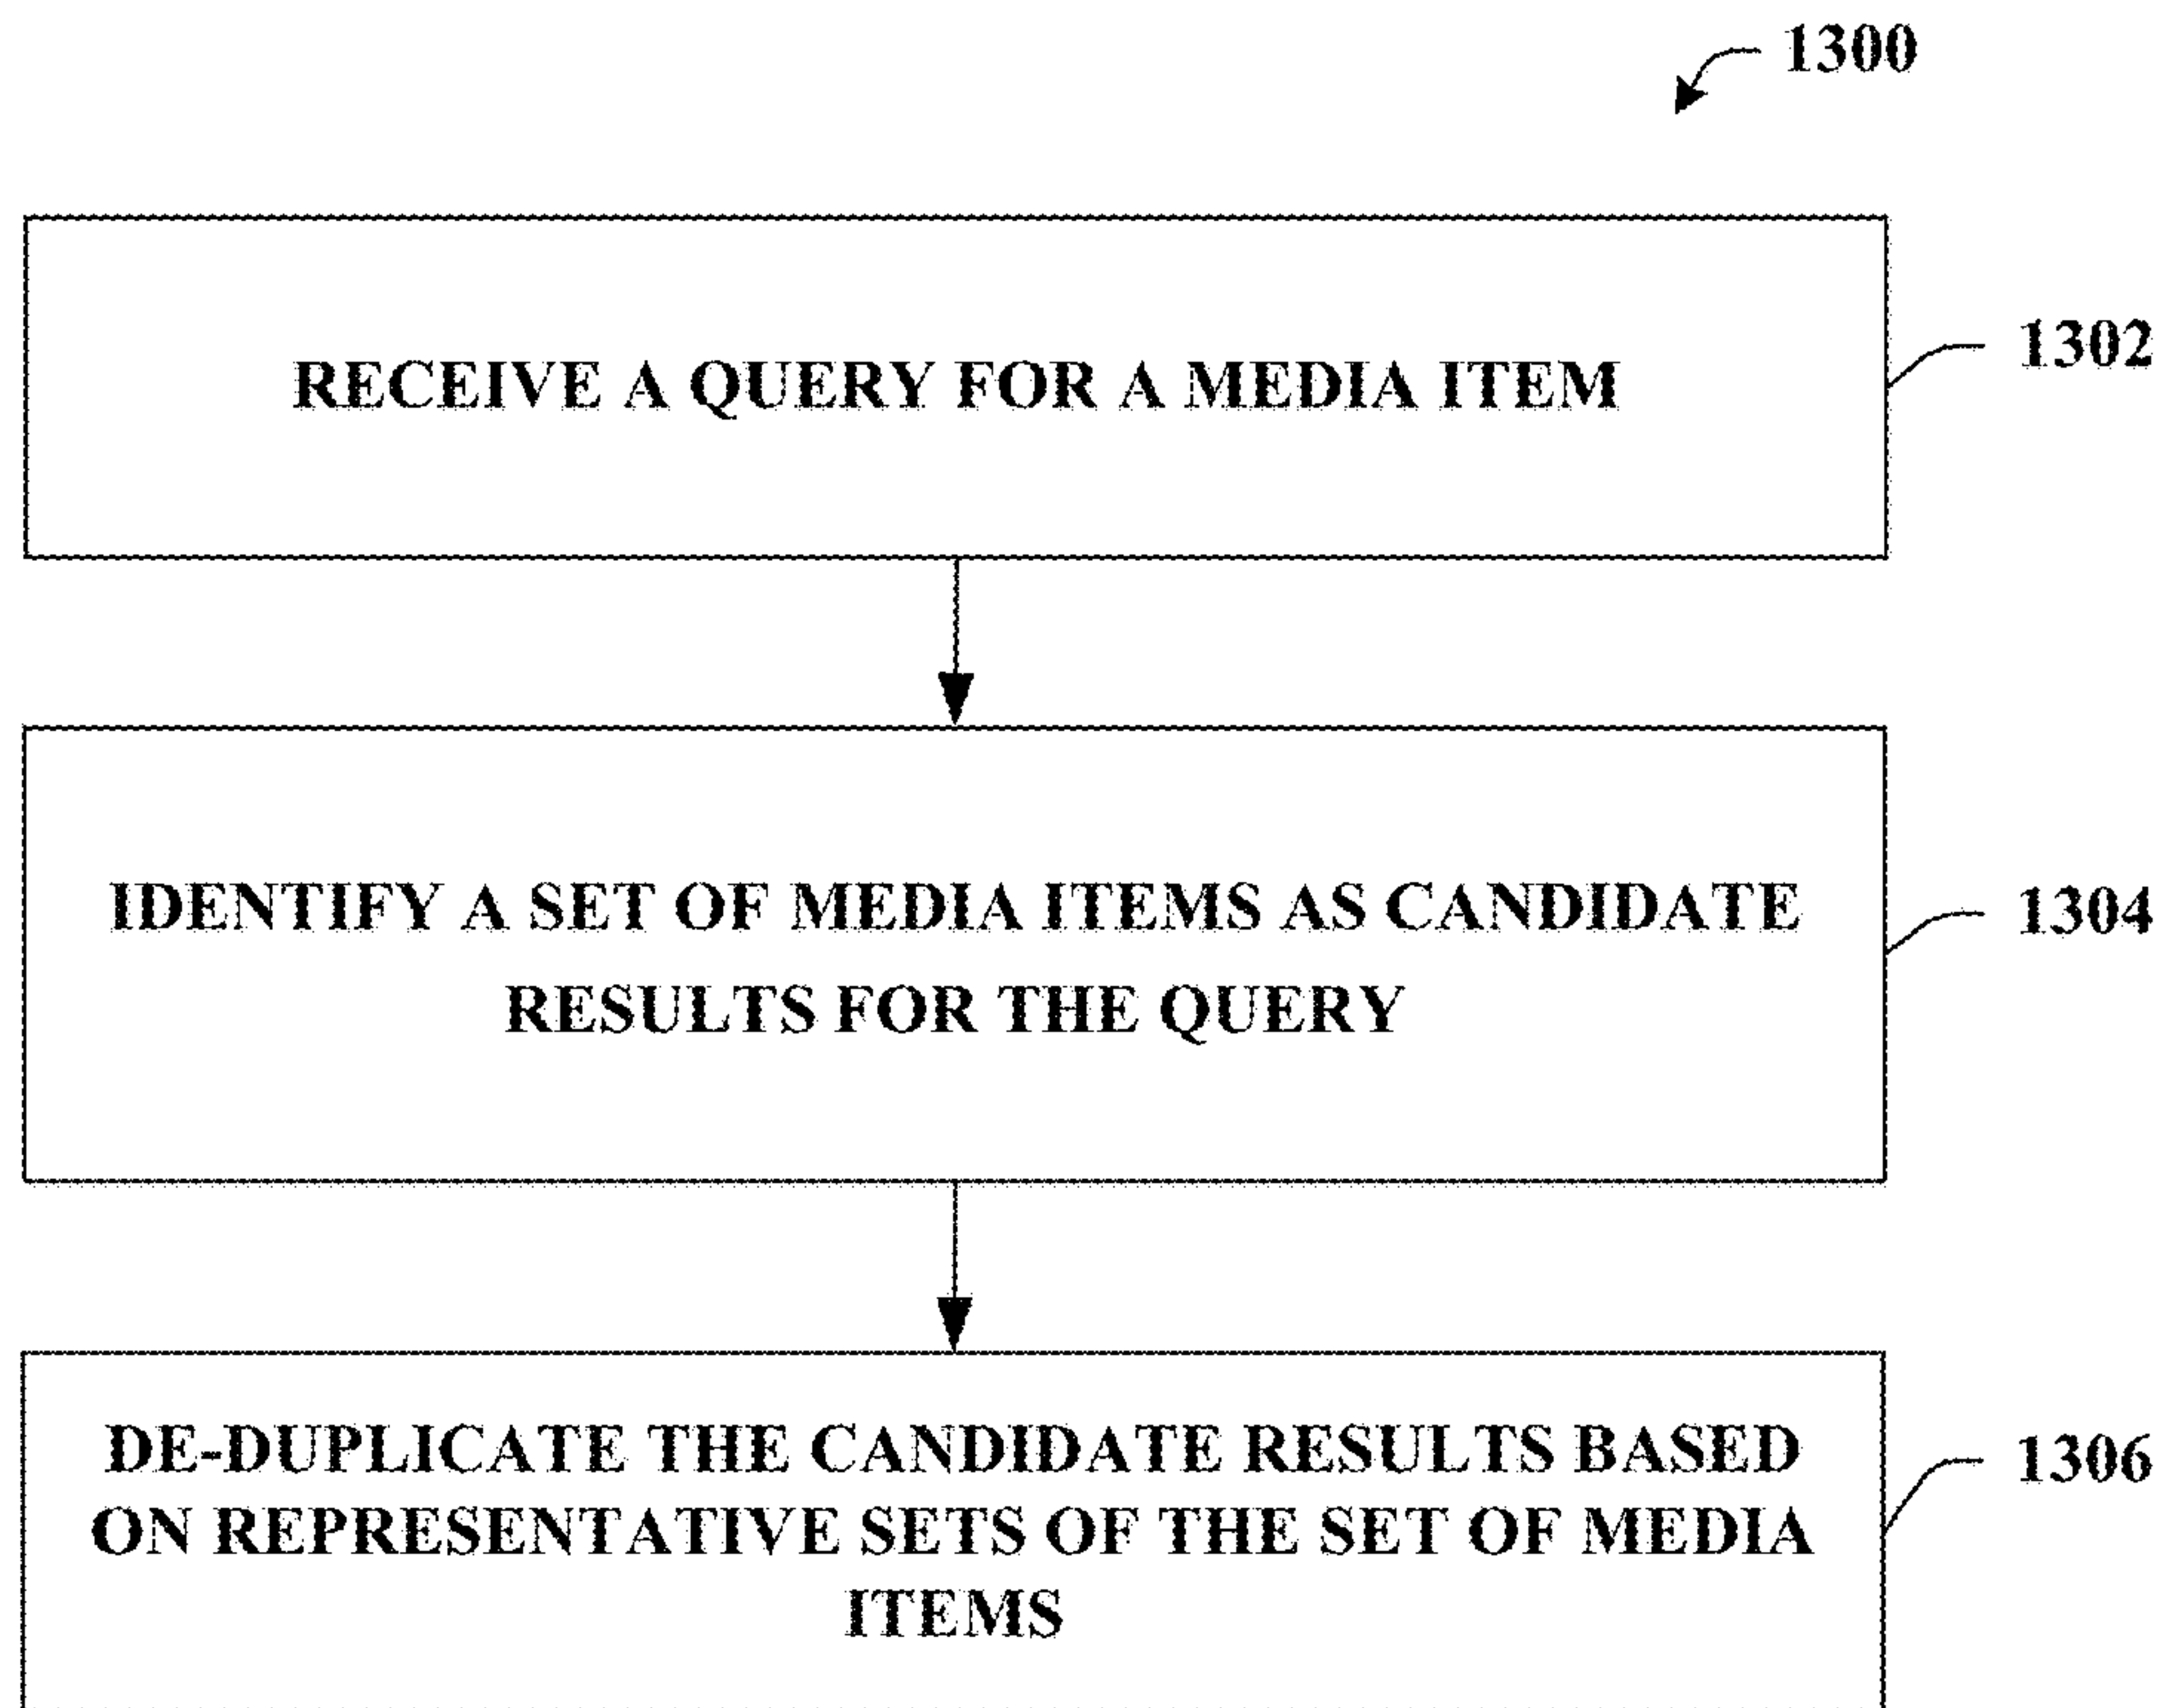 1300
RECEIVE A QUERY FOR A MEDIA ITEM
1302
IDENTIFY A SET OF MEDIA ITEMS AS CANDIDATE
RESULTS FOR THE QUERY
1304
DE-DUPLICATE THE CANDIDATE RESULTS BASED
ON REPRESENTATIVE SETS OF THE SET OF MEDIA
ITEMS
1306